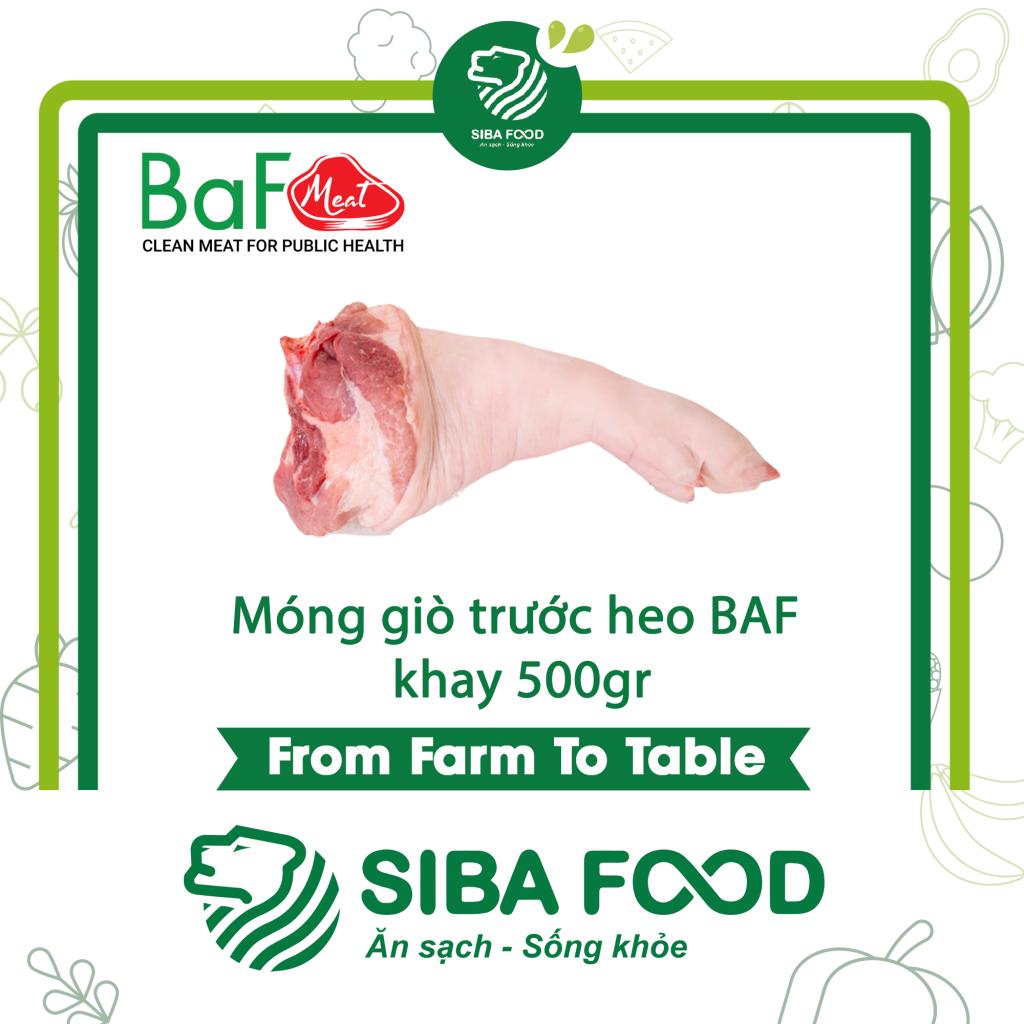 SIBA FOOD
Ăn sạch - Sống khỏe
BaF Meat
CLEAN MEAT FOR PUBLIC HEALTH
Móng giò trước heo BAF
khay 500gr
From Farm To Table
SIBA FOOD
Ăn sạch - Sống khỏe